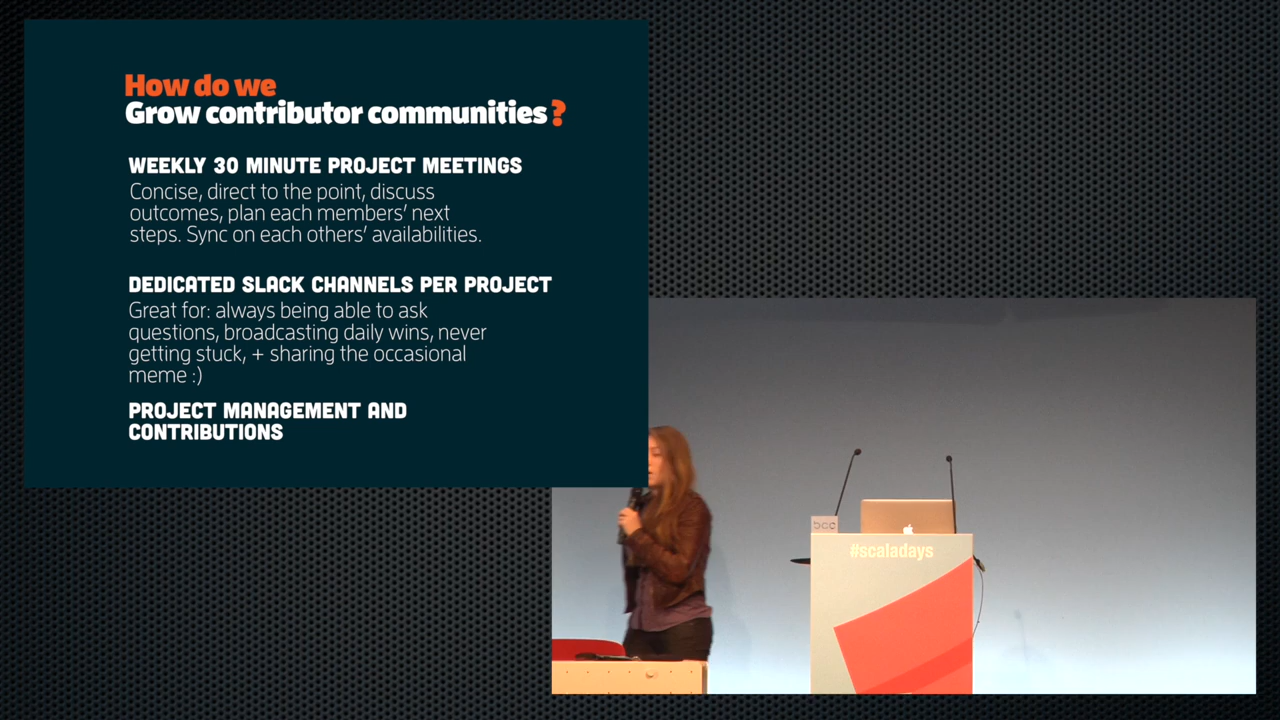 How do we
Grow contributor communities?
WEEKLY 30 MINUTE PROJECT MEETINGS
Concise, direct to the point, discuss
outcomes, plan each members' next
steps. Sync on each others' availabilities.
DEDICATED SLACK CHANNELS PER PROJECT
Great for: always being able to ask
questions, broadcasting daily wins, never
getting stuck, + sharing the occasional
meme :)
PROJECT MANAGEMENT AND
CONTRIBUTIONS
bcc
#scaladays